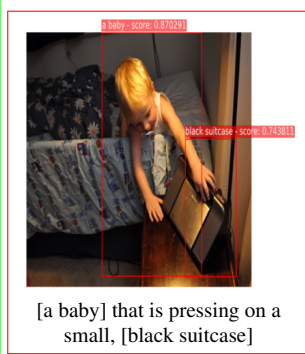 a baby - score: 0.870291
black suitcase - score: 0.743811
[a baby] that is pressing on a
small, [black suitcase]